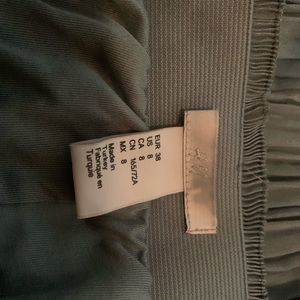 EUR 38
US 8
CA 8
CN 165/72A
MX 8
Made in
Turkey
Fabriqué en
Turquie